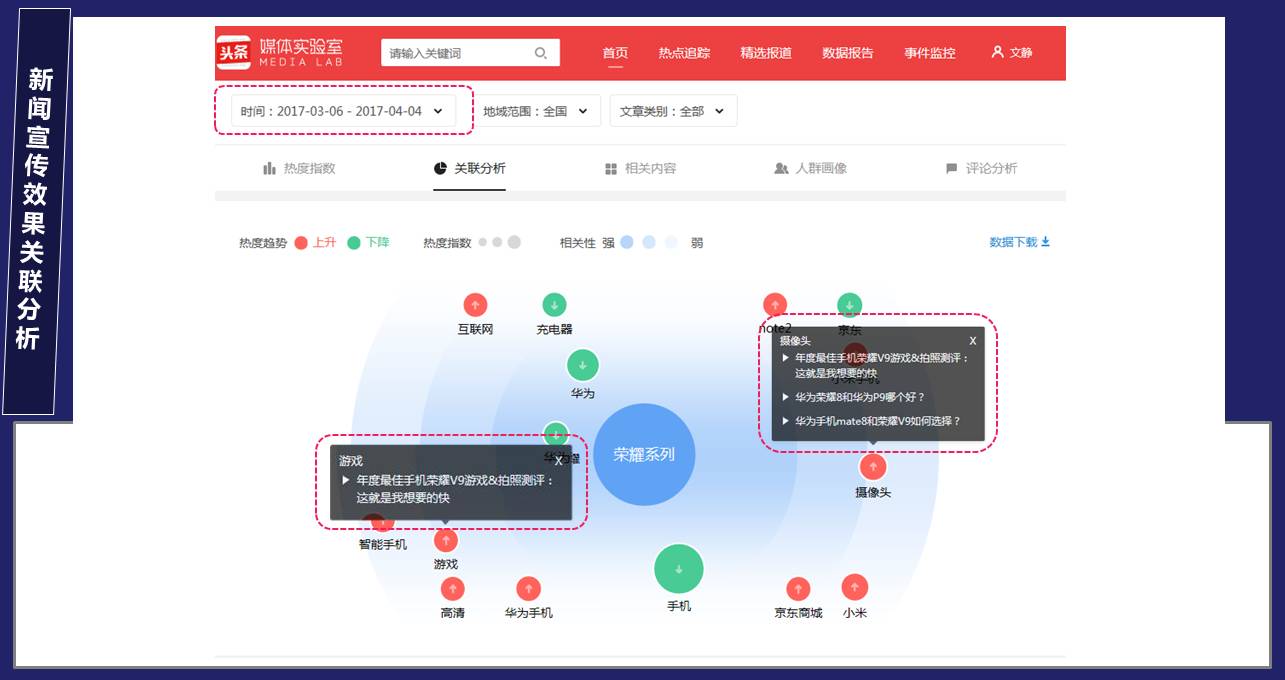 新闻宣传效果关联分析
头条
媒体实验室
MEDIA LAB
请输入关键词
首页
热点追踪
精选报道
数据报告
事件监控
文静
时间：2017-03-06 - 2017-04-04
地域范围：全国
文章类别：全部
热度指数
关联分析
相关内容
人群画像
评论分析
热度趋势 上升 下降
热度指数
相关性 强 弱
数据下载
互联网
充电器
note2
京东
摄像头 X
年度最佳手机荣耀V9游戏&拍照测评：
这就是我想要的快
小米手机
华为荣耀8和华为P9哪个好？
华为手机mate8和荣耀V9如何选择？
华为
荣耀系列
游戏 X
年度最佳手机荣耀V9游戏&拍照测评：
这就是我想要的快
摄像头
智能手机
游戏
高清
华为手机
手机
京东商城
小米